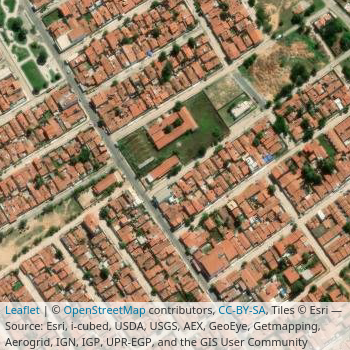 Leaflet | © OpenStreetMap contributors, CC-BY-SA, Tiles © Esri —
Source: Esri, i-cubed, USDA, USGS, AEX, GeoEye, Getmapping,
Aerogrid, IGN, IGP, UPR-EGP, and the GIS User Community